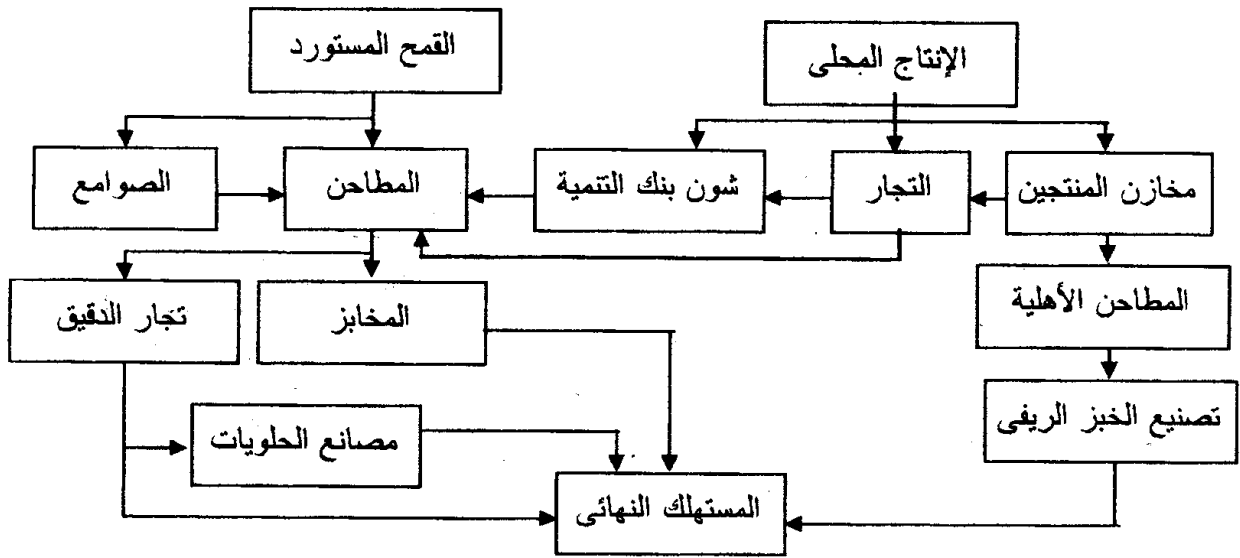 القمح المستورد
الإنتاج المحلى
الصوامع
المطاحن
شون بنك التنمية
التجار
مخازن المنتجين
تجار الدقيق
المخابز
المطاحن الأهلية
مصانع الحلويات
تصنيع الخبز الريفى
المستهلك النهائى